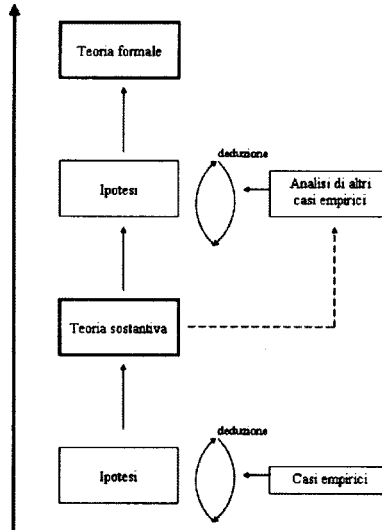 Teoria formale
deduzione
Ipotesi
Analisi di altri
casi empirici
Teoria sostantiva
deduzione
Ipotesi
Casi empirici